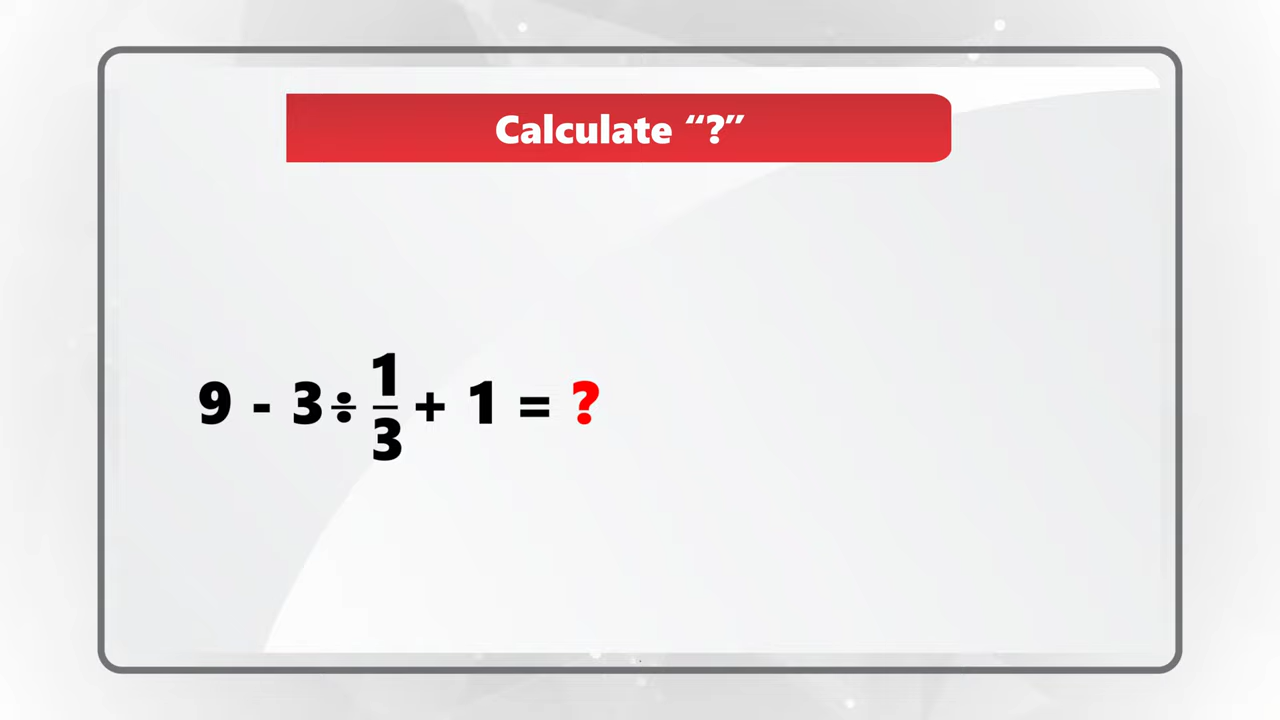 Calculate “?”
9 - 3 ÷ 1/3 + 1 = ?